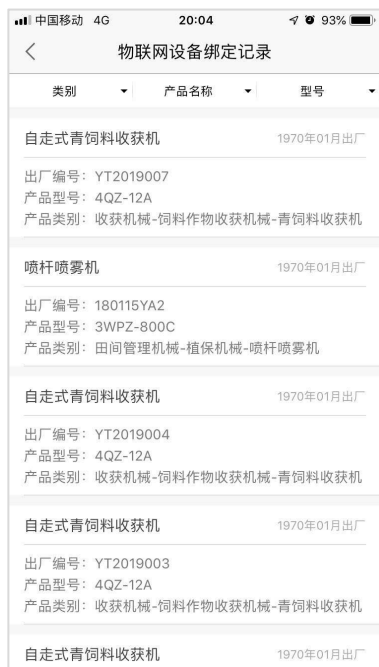 中国移动 4G 20:04 93%
物联网设备绑定记录
类别 产品名称 型号
自走式青饲料收获机 1970年01月出厂
出厂编号：YT2019007
产品型号：4QZ-12A
产品类别：收获机械-饲料作物收获机械-青饲料收获机
喷杆喷雾机 1970年01月出厂
出厂编号：180115YA2
产品型号：3WPZ-800C
产品类别：田间管理机械-植保机械-喷杆喷雾机
自走式青饲料收获机 1970年01月出厂
出厂编号：YT2019004
产品型号：4QZ-12A
产品类别：收获机械-饲料作物收获机械-青饲料收获机
自走式青饲料收获机 1970年01月出厂
出厂编号：YT2019003
产品型号：4QZ-12A
产品类别：收获机械-饲料作物收获机械-青饲料收获机
自走式青饲料收获机 1970年01月出厂